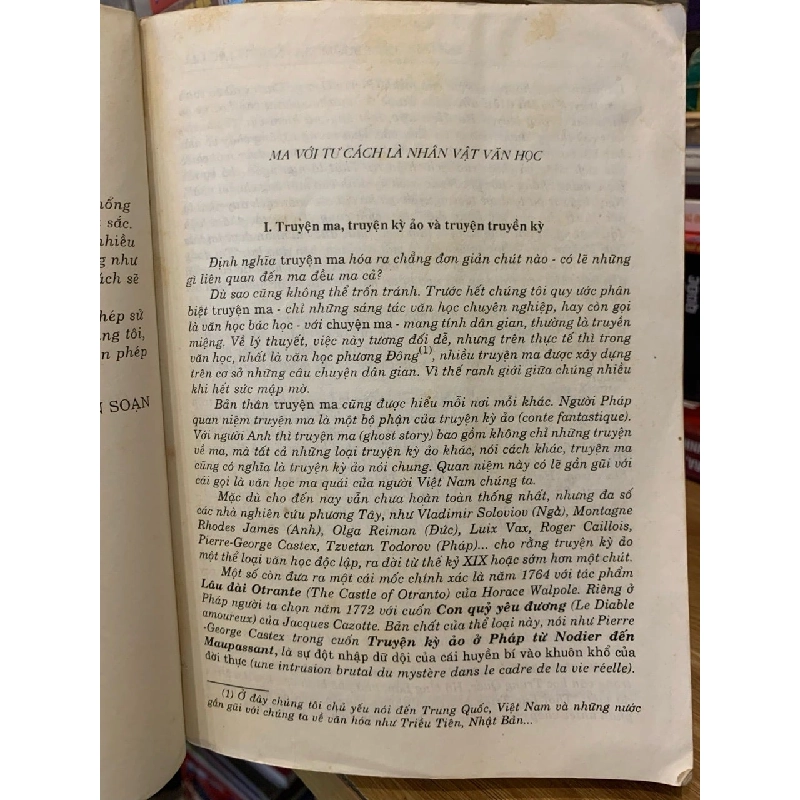 uổng
sắc.
nhiều
g như
ách sẽ
hép sử
ng tôi,
n phép
N SOẠN
MA VỚI TƯ CÁCH LÀ NHÂN VẬT VĂN HỌC
I. Truyện ma, truyện kỳ ảo và truyện truyền kỳ
Định nghĩa truyện ma hóa ra chẳng đơn giản chút nào - có lẽ những
gì liên quan đến ma đều ma cả?
Dù sao cũng không thể trốn tránh. Trước hết chúng tôi quy ước phân
biệt truyện ma - chỉ những sáng tác văn học chuyên nghiệp, hay còn gọi
là văn học bác học - với chuyện ma - mang tính dân gian, thường là truyền
miệng. Về lý thuyết, việc này tương đối dễ, nhưng trên thực tế thì trong
văn học, nhất là văn học phương Đông(1), nhiều truyện ma được xây dựng
trên cơ sở những câu chuyện dân gian. Vì thế ranh giới giữa chúng nhiều
khi hết sức mập mờ.
Bản thân truyện ma cũng được hiểu mỗi nơi mỗi khác. Người Pháp
quan niệm truyện ma là một bộ phận của truyện kỳ ảo (conte fantastique).
Với người Anh thì truyện ma (ghost story) bao gồm không chỉ những truyện
về ma, mà tất cả những loại truyện kỳ ảo khác, nói cách khác, truyện ma
cũng có nghĩa là truyện kỳ ảo nói chung. Quan niệm này có lẽ gần gũi với
cái gọi là văn học ma quái của người Việt Nam chúng ta.
Mặc dù cho đến nay vẫn chưa hoàn toàn thống nhất, nhưng đa số
các nhà nghiên cứu phương Tây, như Vladimir Soloviou (Ngà), Montagne
Rhodes James (Anh), Olga Reiman (Đức), Luix Vax, Roger Caillois,
Pierre-George Castex, Tzvetan Todorov (Pháp)... cho rằng truyện kỳ ảo
một thể loại văn học độc lập, ra đời từ thế kỷ XIX hoặc sớm hơn một chút.
Một số còn đưa ra một cái mốc chính xác là năm 1764 với tác phẩm
Lâu đài Otrante (The Castle of Otranto) của Horace Walpole. Riêng ở
Pháp người ta chọn năm 1772 với cuốn Con quỷ yêu đương (Le Diable
amoureux) của Jacques Cazotte. Bản chất của thể loại này, nói như Pierre
-George Castex trong cuốn Truyện kỳ ảo ở Pháp từ Nodier đến
Maupassant, là sự đột nhập dữ dội của cái huyền bí vào khuôn khổ của
đời thực (une intrusion brutal du mystère dans le cadre de la vie réelle).
(1) Ở đây chúng tôi chủ yếu nói đến Trung Quốc, Việt Nam và những nước
gần gũi với chúng ta về văn hóa như Triều Tiên, Nhật Bản...